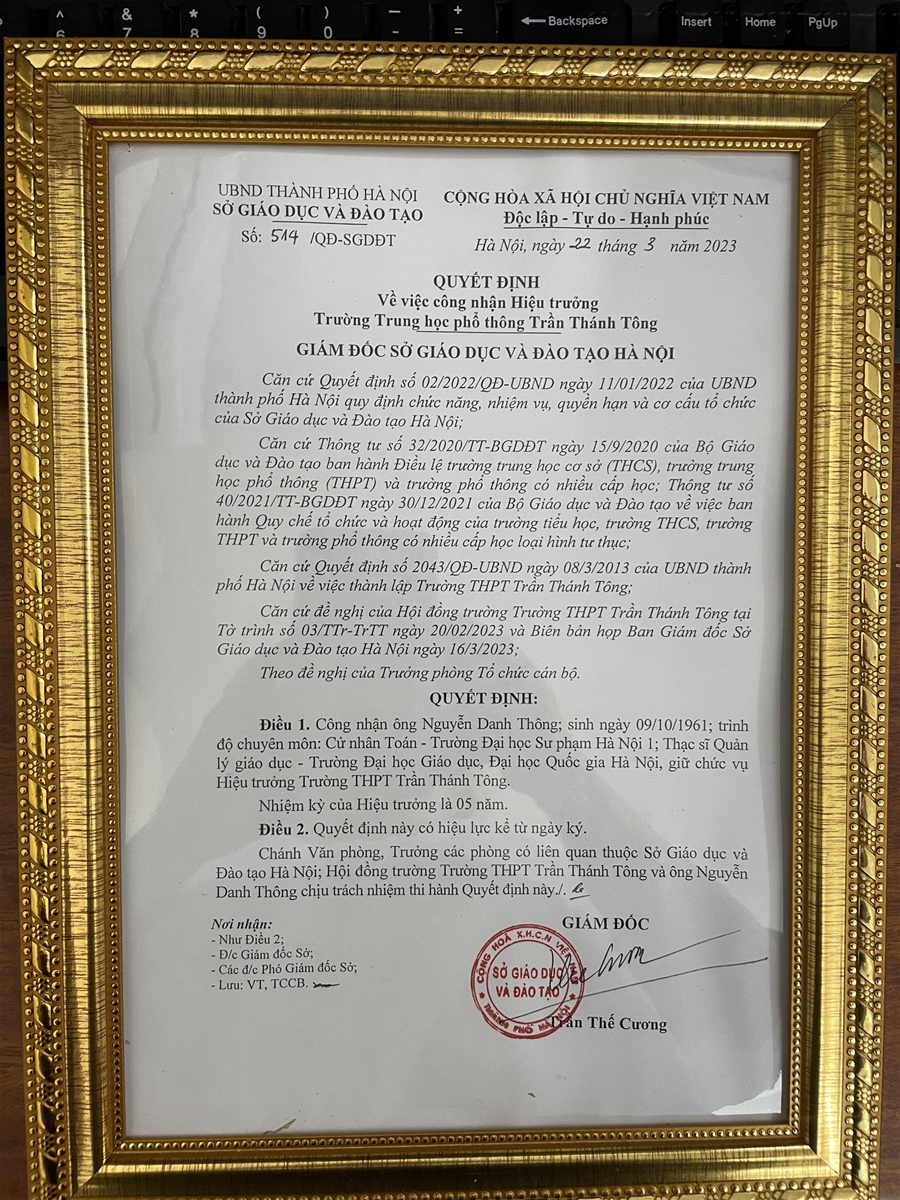 ^ & * ( ) — + ← Backspace Insert Home PgUp
6 7 8 9 0 - =
UBND THÀNH PHỐ HÀ NỘI
SỞ GIÁO DỤC VÀ ĐÀO TẠO
Số: 514 /QĐ-SGDĐT
CỘNG HÒA XÃ HỘI CHỦ NGHĨA VIỆT NAM
Độc lập - Tự do - Hạnh phúc
Hà Nội, ngày 22 tháng 3 năm 2023
QUYẾT ĐỊNH
Về việc công nhận Hiệu trưởng
Trường Trung học phổ thông Trần Thánh Tông
GIÁM ĐỐC SỞ GIÁO DỤC VÀ ĐÀO TẠO HÀ NỘI
Căn cứ Quyết định số 02/2022/QĐ-UBND ngày 11/01/2022 của UBND
thành phố Hà Nội quy định chức năng, nhiệm vụ, quyền hạn và cơ cấu tổ chức
của Sở Giáo dục và Đào tạo Hà Nội;
Căn cứ Thông tư số 32/2020/TT-BGDĐT ngày 15/9/2020 của Bộ Giáo
dục và Đào tạo ban hành Điều lệ trường trung học cơ sở (THCS), trường trung
học phổ thông (THPT) và trường phổ thông có nhiều cấp học; Thông tư số
40/2021/TT-BGDĐT ngày 30/12/2021 của Bộ Giáo dục và Đào tạo về việc ban
hành Quy chế tổ chức và hoạt động của trường tiểu học, trường THCS, trường
THPT và trường phổ thông có nhiều cấp học loại hình tư thục;
Căn cứ Quyết định số 2043/QĐ-UBND ngày 08/3/2013 của UBND thành
phố Hà Nội về việc thành lập Trường THPT Trần Thánh Tông;
Căn cứ đề nghị của Hội đồng trường Trường THPT Trần Thánh Tông tại
Tờ trình số 03/TTr-TrTT ngày 20/02/2023 và Biên bản họp Ban Giám đốc Sở
Giáo dục và Đào tạo Hà Nội ngày 16/3/2023;
Theo đề nghị của Trưởng phòng Tổ chức cán bộ.
QUYẾT ĐỊNH:
Điều 1. Công nhận ông Nguyễn Danh Thông; sinh ngày 09/10/1961; trình
độ chuyên môn: Cử nhân Toán - Trường Đại học Sư phạm Hà Nội 1; Thạc sĩ Quản
lý giáo dục - Trường Đại học Giáo dục, Đại học Quốc gia Hà Nội, giữ chức vụ
Hiệu trưởng Trường THPT Trần Thánh Tông.
Nhiệm kỳ của Hiệu trưởng là 05 năm.
Điều 2. Quyết định này có hiệu lực kể từ ngày ký.
Chánh Văn phòng, Trưởng các phòng có liên quan thuộc Sở Giáo dục và
Đào tạo Hà Nội; Hội đồng trường Trường THPT Trần Thánh Tông và ông Nguyễn
Danh Thông chịu trách nhiệm thi hành Quyết định này./.
Nơi nhận:
- Như Điều 2;
- Đ/c Giám đốc Sở;
- Các đ/c Phó Giám đốc Sở;
- Lưu: VT, TCCB.
GIÁM ĐỐC
CỘNG HOÀ X.H.C.N VIỆT NAM
SỞ GIÁO DỤC
VÀ ĐÀO TẠO
THÀNH PHỐ HÀ NỘI
Trần Thế Cương